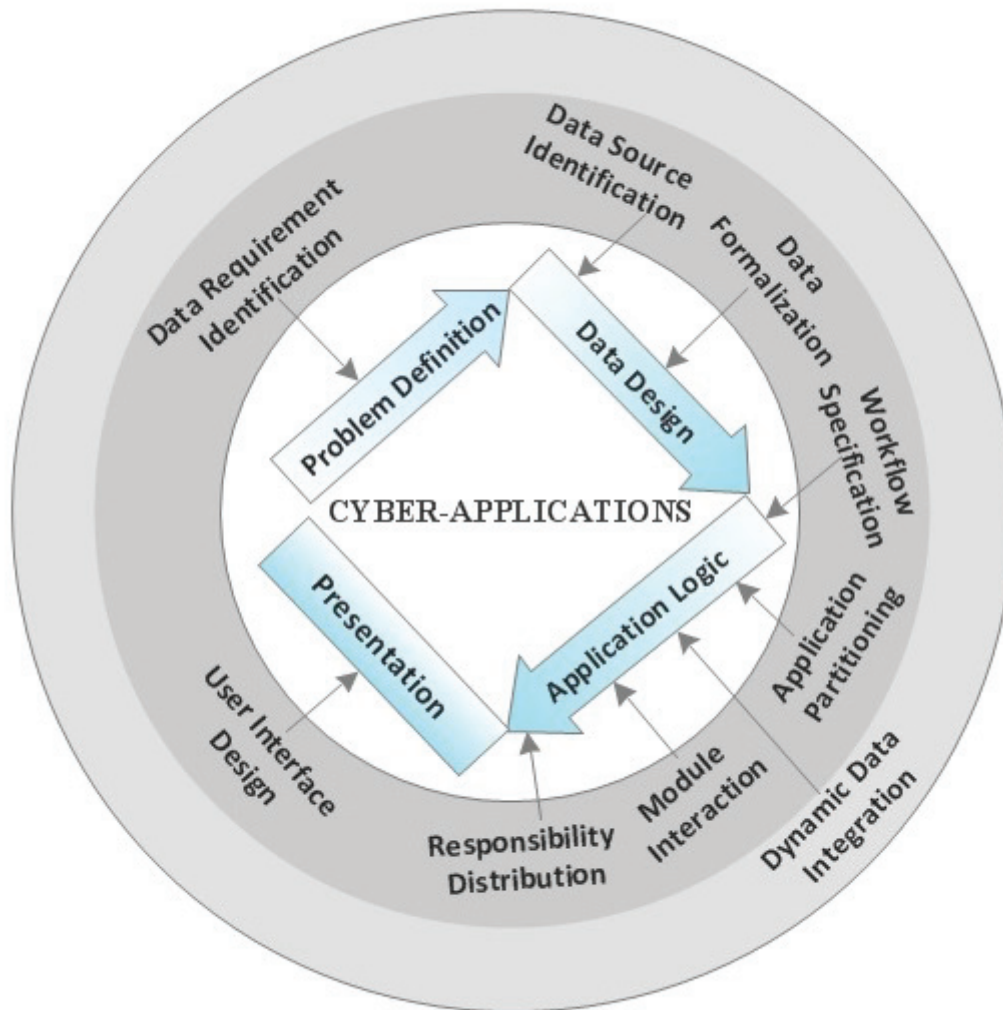 Data Source
Identification
Data Requirement
Identification
Data
Formalization
Problem Definition
Data Design
Workflow
Specification
CYBER-APPLICATIONS
Presentation
Application Logic
Application
Partitioning
User Interface
Design
Module
Interaction
Dynamic Data
Integration
Responsibility
Distribution